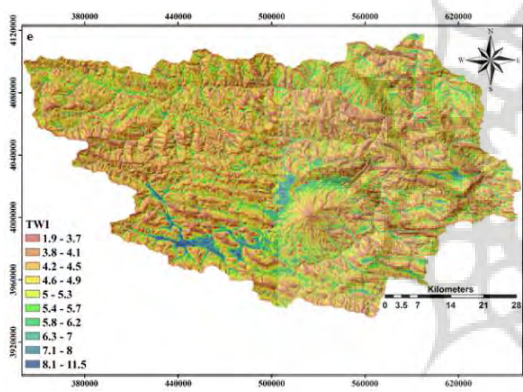 380000 440000 500000 560000 620000
e
N
W E
S
4120000
4080000
4040000
4000000
3960000
3920000
TWI
1.9 - 3.7
3.8 - 4.1
4.2 - 4.5
4.6 - 4.9
5 - 5.3
5.4 - 5.7
5.8 - 6.2
6.3 - 7
7.1 - 8
8.1 - 11.5
Kilometers
0 3.5 7 14 21 28
380000 440000 500000 560000 620000